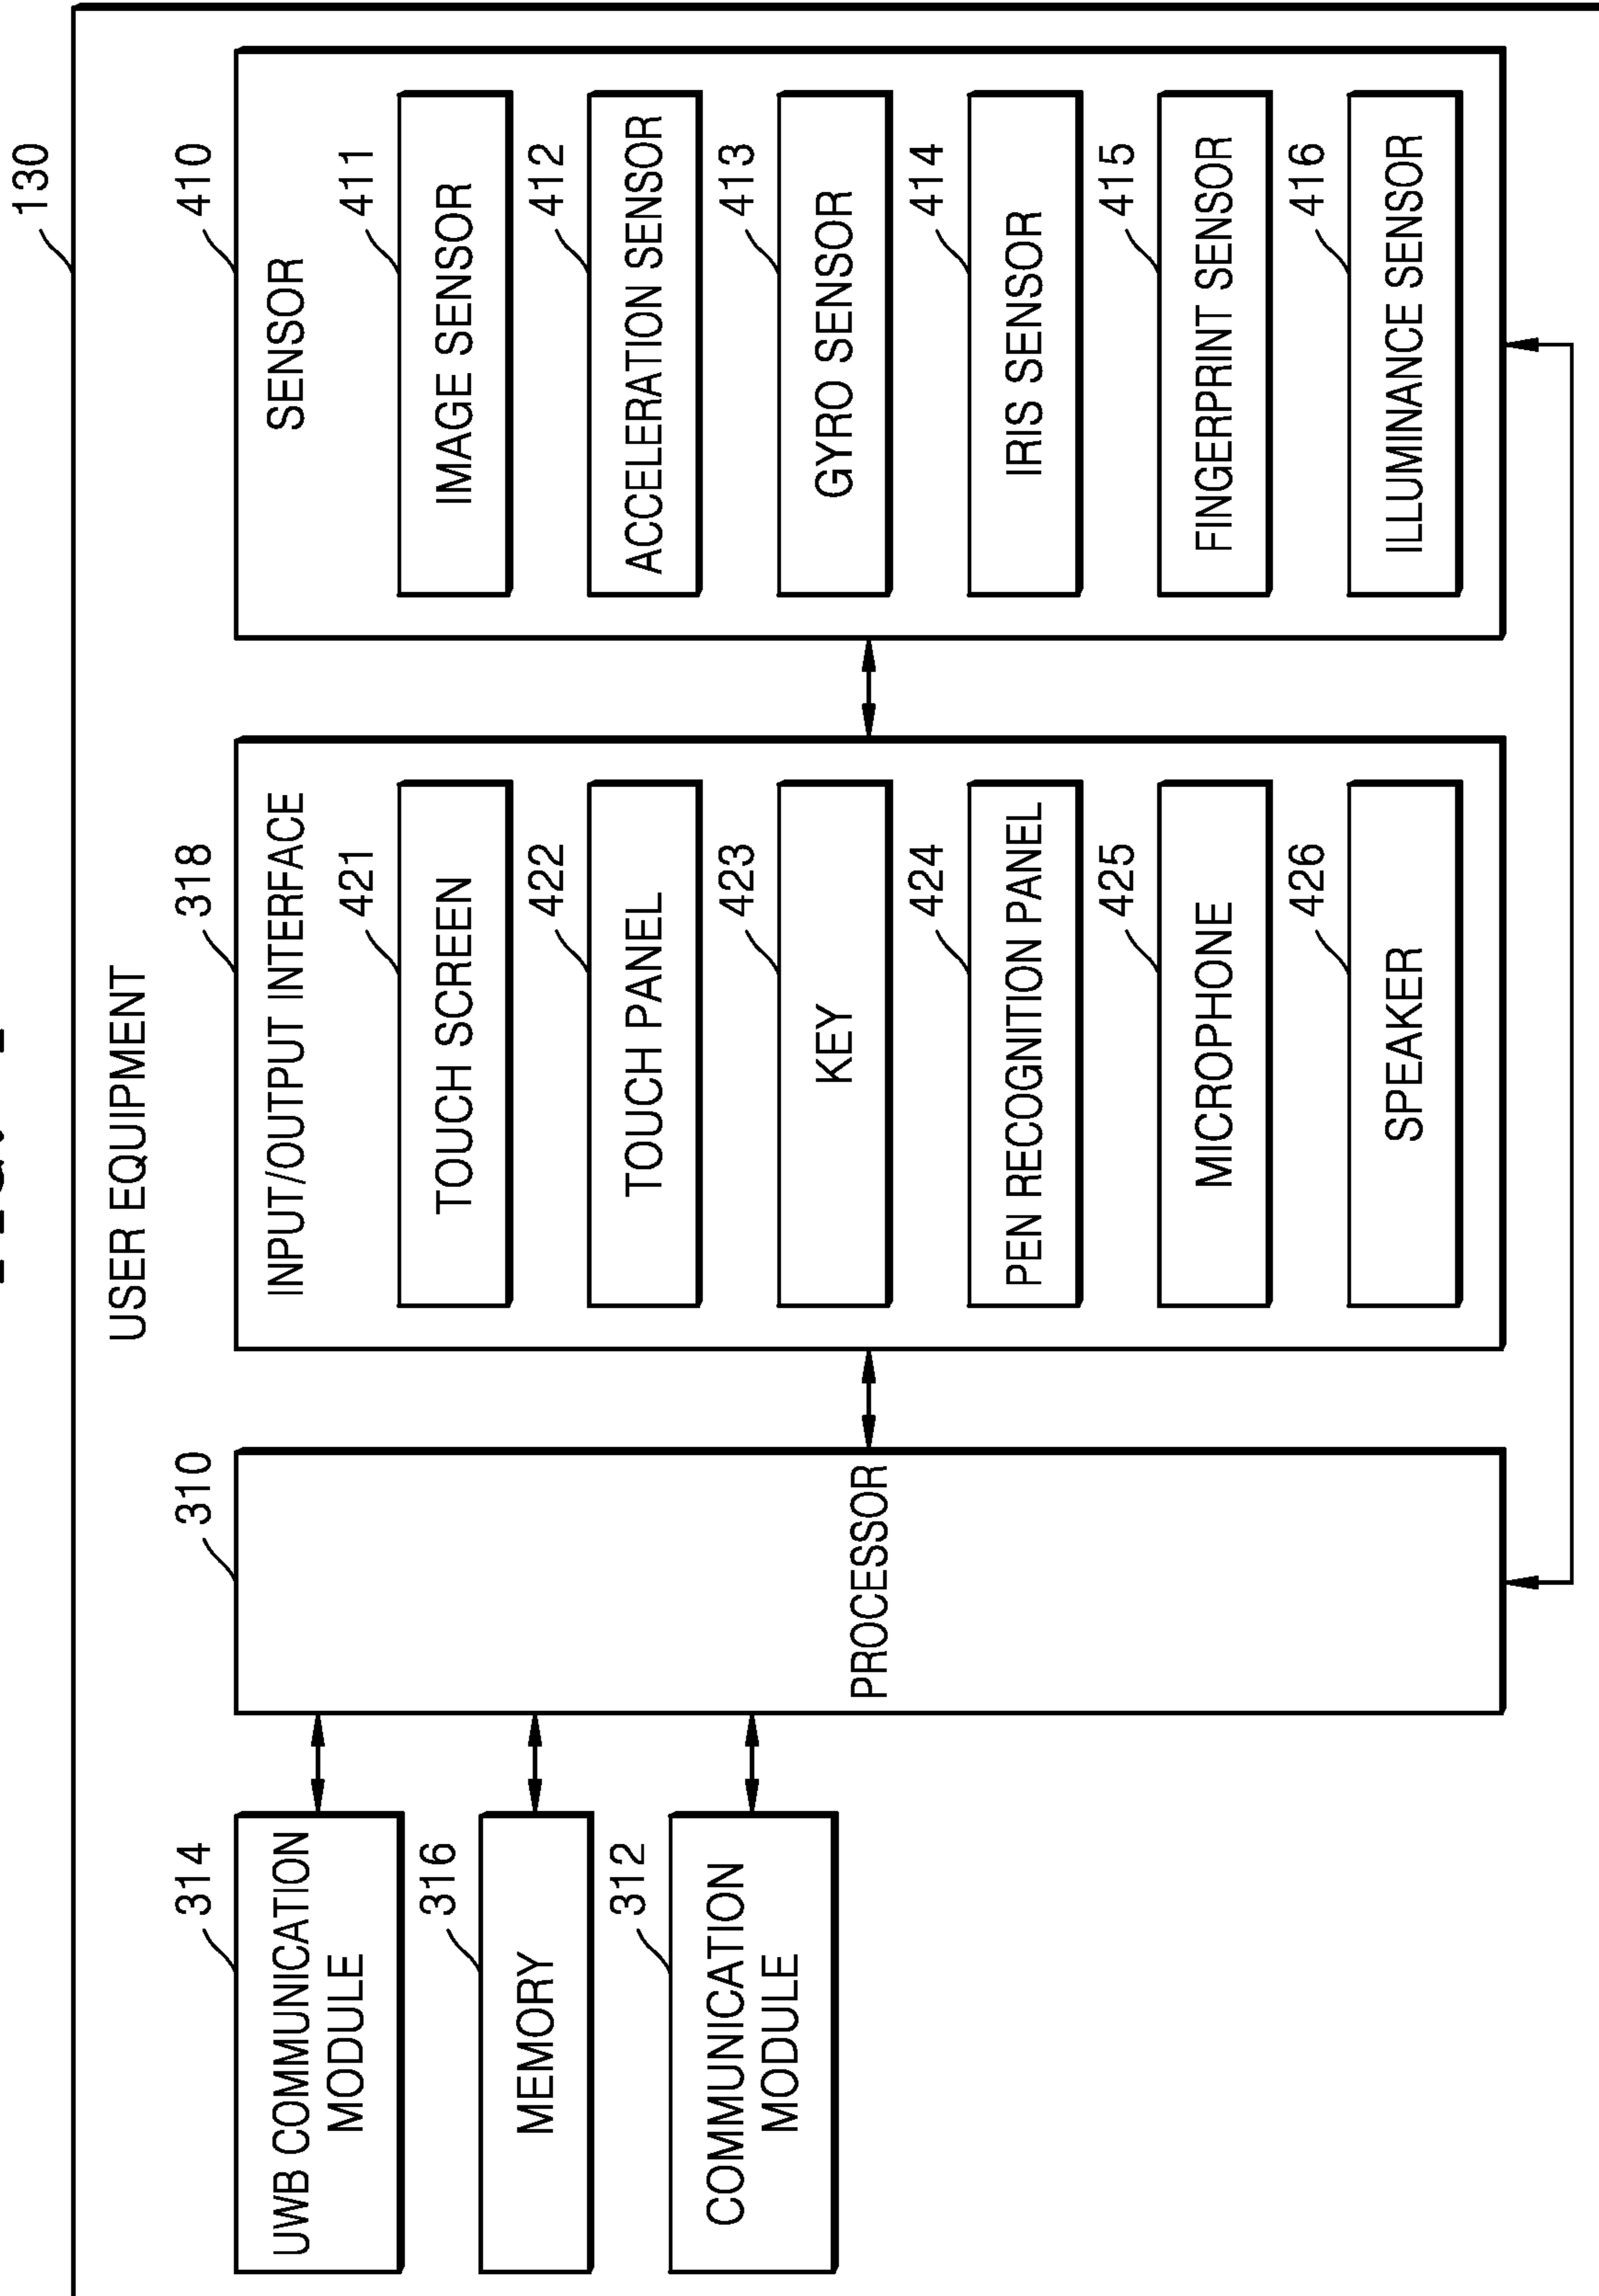 130
USER EQUIPMENT
314
UWB COMMUNICATION
MODULE
316
MEMORY
312
COMMUNICATION
MODULE
310
PROCESSOR
318
INPUT/OUTPUT INTERFACE
421
TOUCH SCREEN
422
TOUCH PANEL
423
KEY
424
PEN RECOGNITION PANEL
425
MICROPHONE
426
SPEAKER
410
SENSOR
411
IMAGE SENSOR
412
ACCELERATION SENSOR
413
GYRO SENSOR
414
IRIS SENSOR
415
FINGERPRINT SENSOR
416
ILLUMINANCE SENSOR